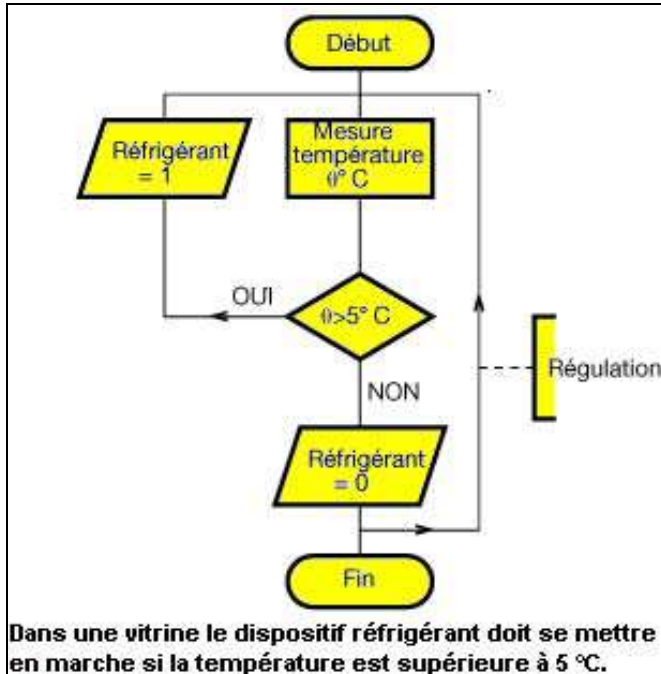 Début
Réfrigérant
= 1
Mesure
température
θ° C
OUI
θ>5° C
NON
Régulation
Réfrigérant
= 0
Fin
Dans une vitrine le dispositif réfrigérant doit se mettre
en marche si la température est supérieure à 5 °C.